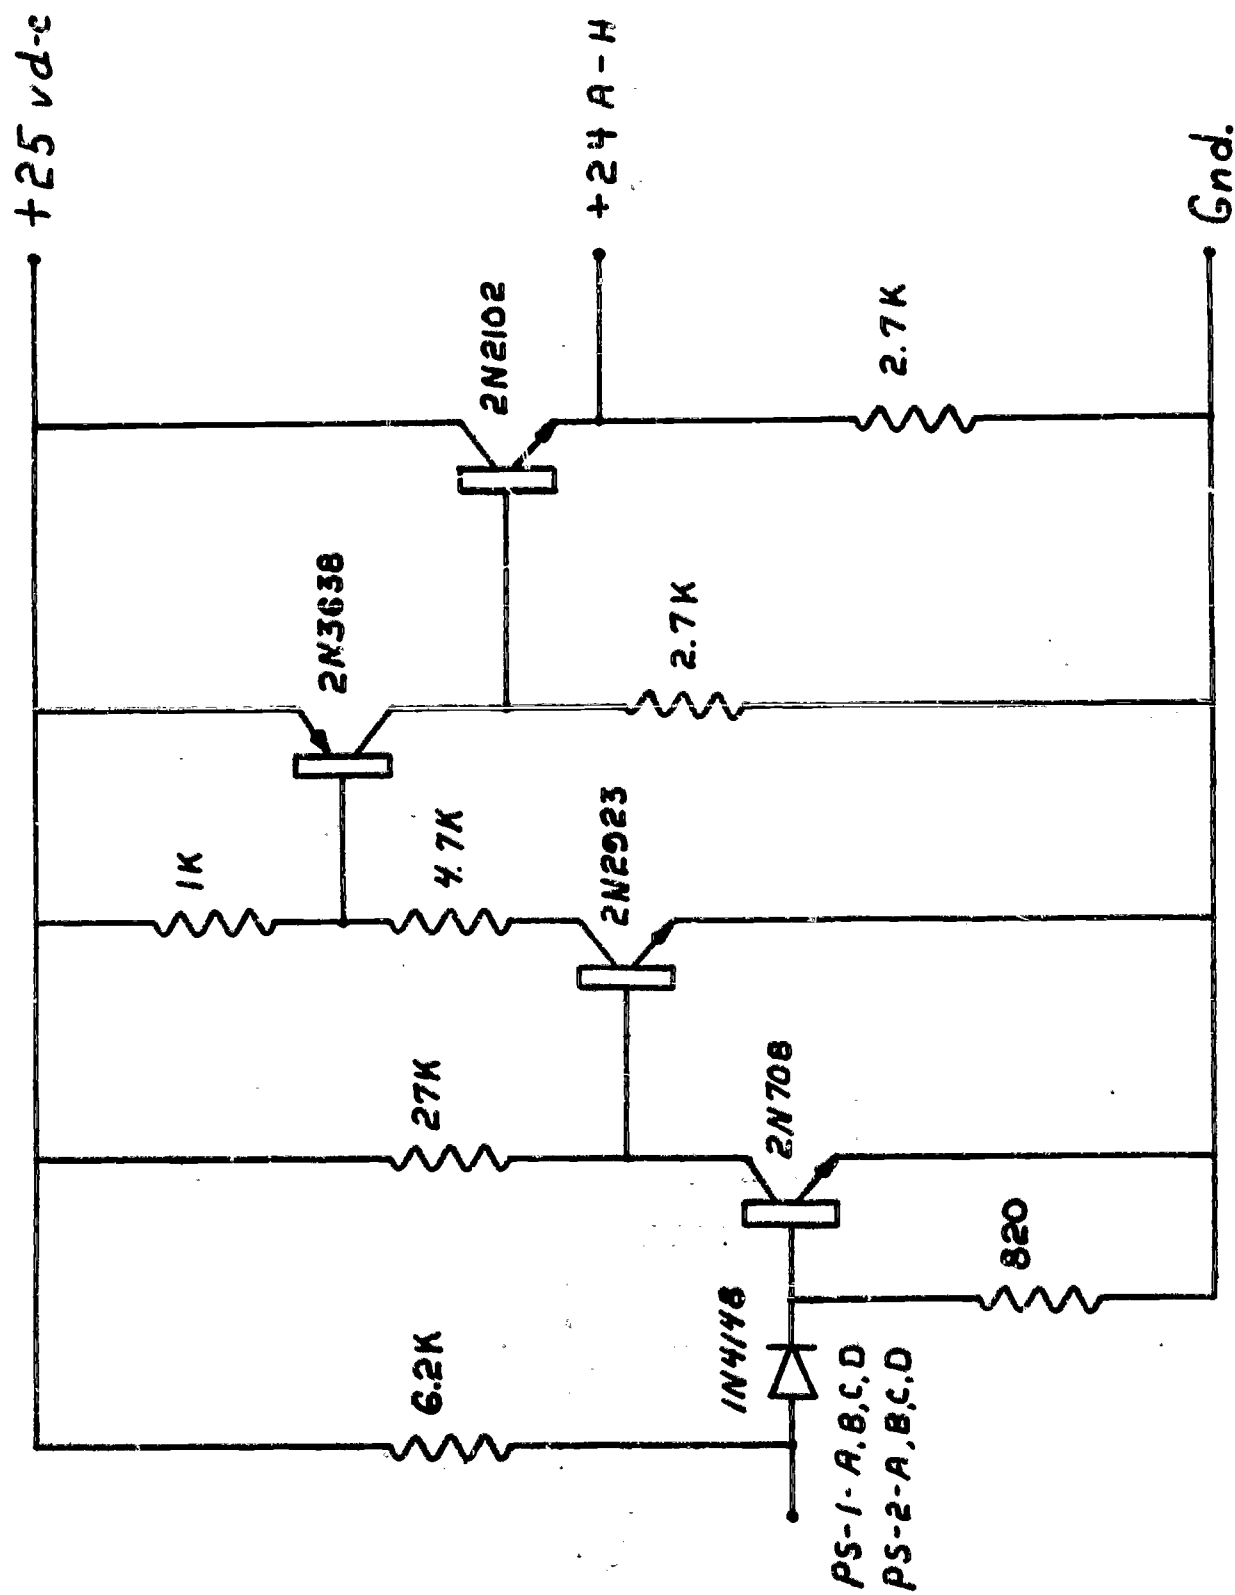 +25 vd-c
+24 A-H
Gnd.
2N2102
2.7K
2N3638
2.7K
1K
4.7K
2N2923
27K
2N708
6.2K
1N4148
820
PS-1-A,B,C,D
PS-2-A,B,C,D